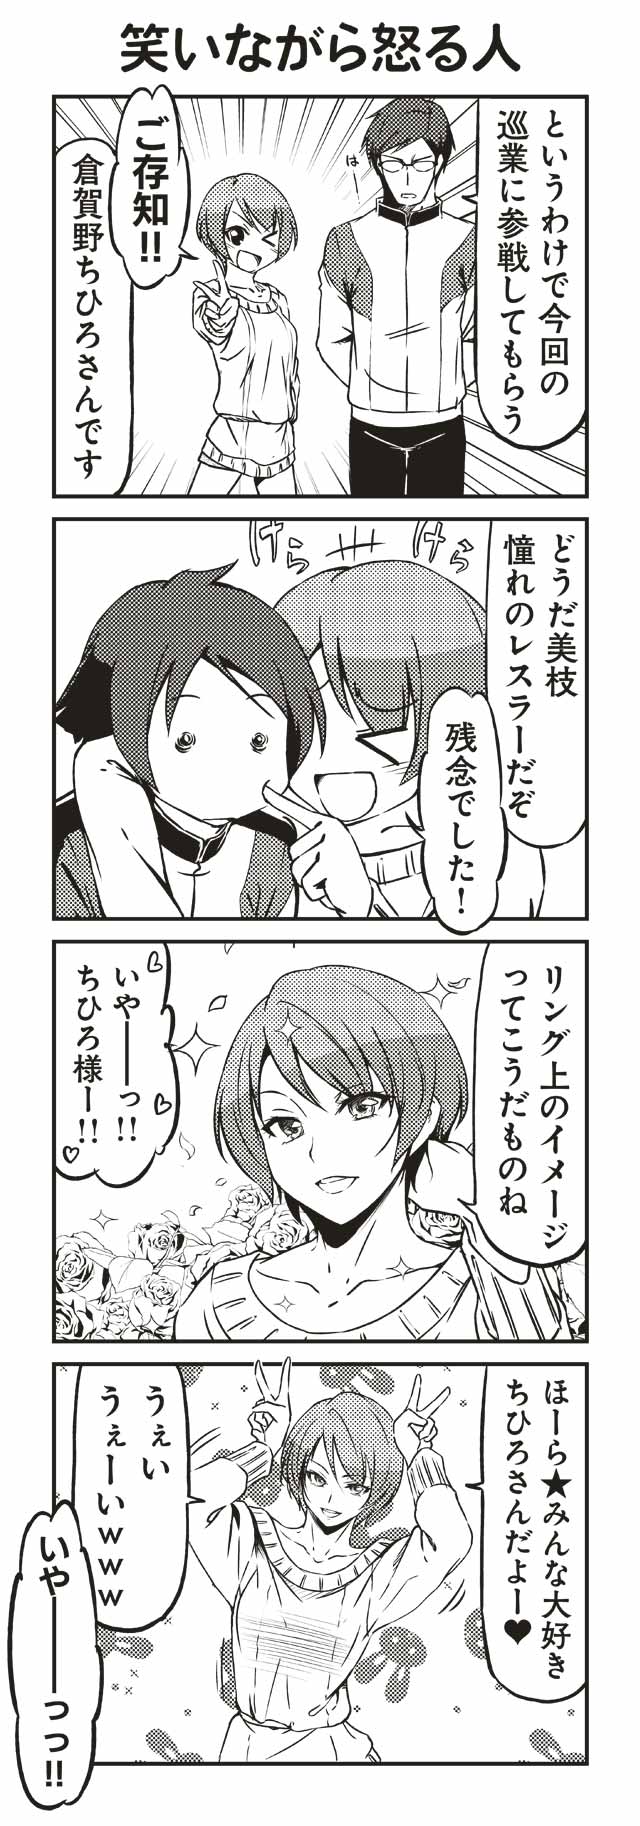 笑いながら怒る人
というわけで今回の
巡業に参戦してもらう
はーっ
ご存知!!
倉賀野ちひろさんです
どうだ美枝
憧れのレスラーだぞ
けら
けら
残念でした!
リング上のイメージ
ってこうだものね
いやーーっ!!
ちひろ様ー!!
ほーら★みんな大好き
ちひろさんだよー♥
うぇい
うぇーいwww
いやーーっっ!!